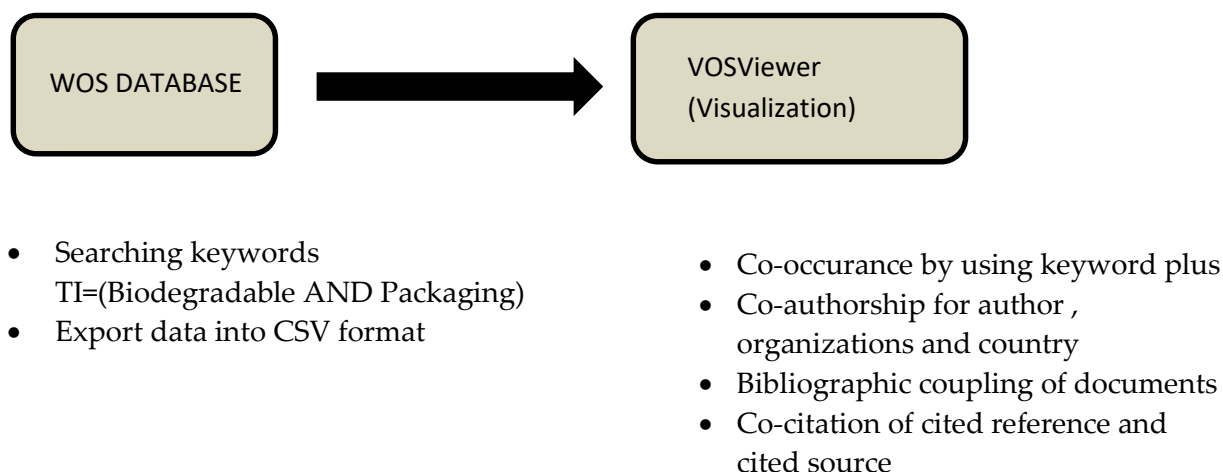 WOS DATABASE
VOSViewer
(Visualization)
• Searching keywords
TI=(Biodegradable AND Packaging)
• Export data into CSV format
• Co-occurance by using keyword plus
• Co-authorship for author ,
organizations and country
• Bibliographic coupling of documents
• Co-citation of cited reference and
cited source